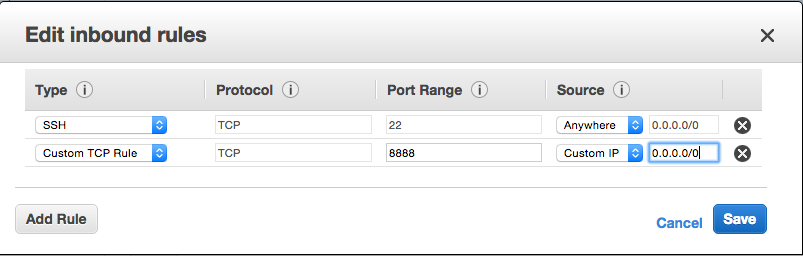 Edit inbound rules
Type Protocol Port Range Source
SSH TCP 22 Anywhere 0.0.0.0/0
Custom TCP Rule TCP 8888 Custom IP 0.0.0.0/0
Add Rule Cancel Save